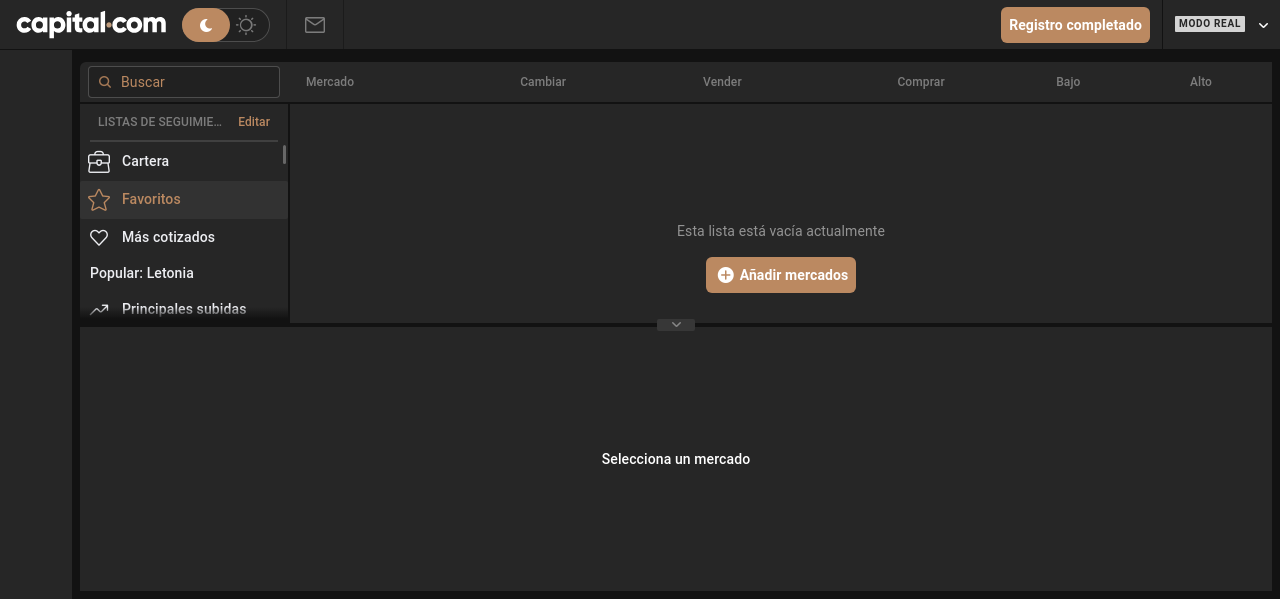 capital.com
Registro completado
MODO REAL
Buscar
Mercado
Cambiar
Vender
Comprar
Bajo
Alto
LISTAS DE SEGUIMIE...
Editar
Cartera
Favoritos
Más cotizados
Popular: Letonia
Principales subidas
Esta lista está vacía actualmente
Añadir mercados
Selecciona un mercado